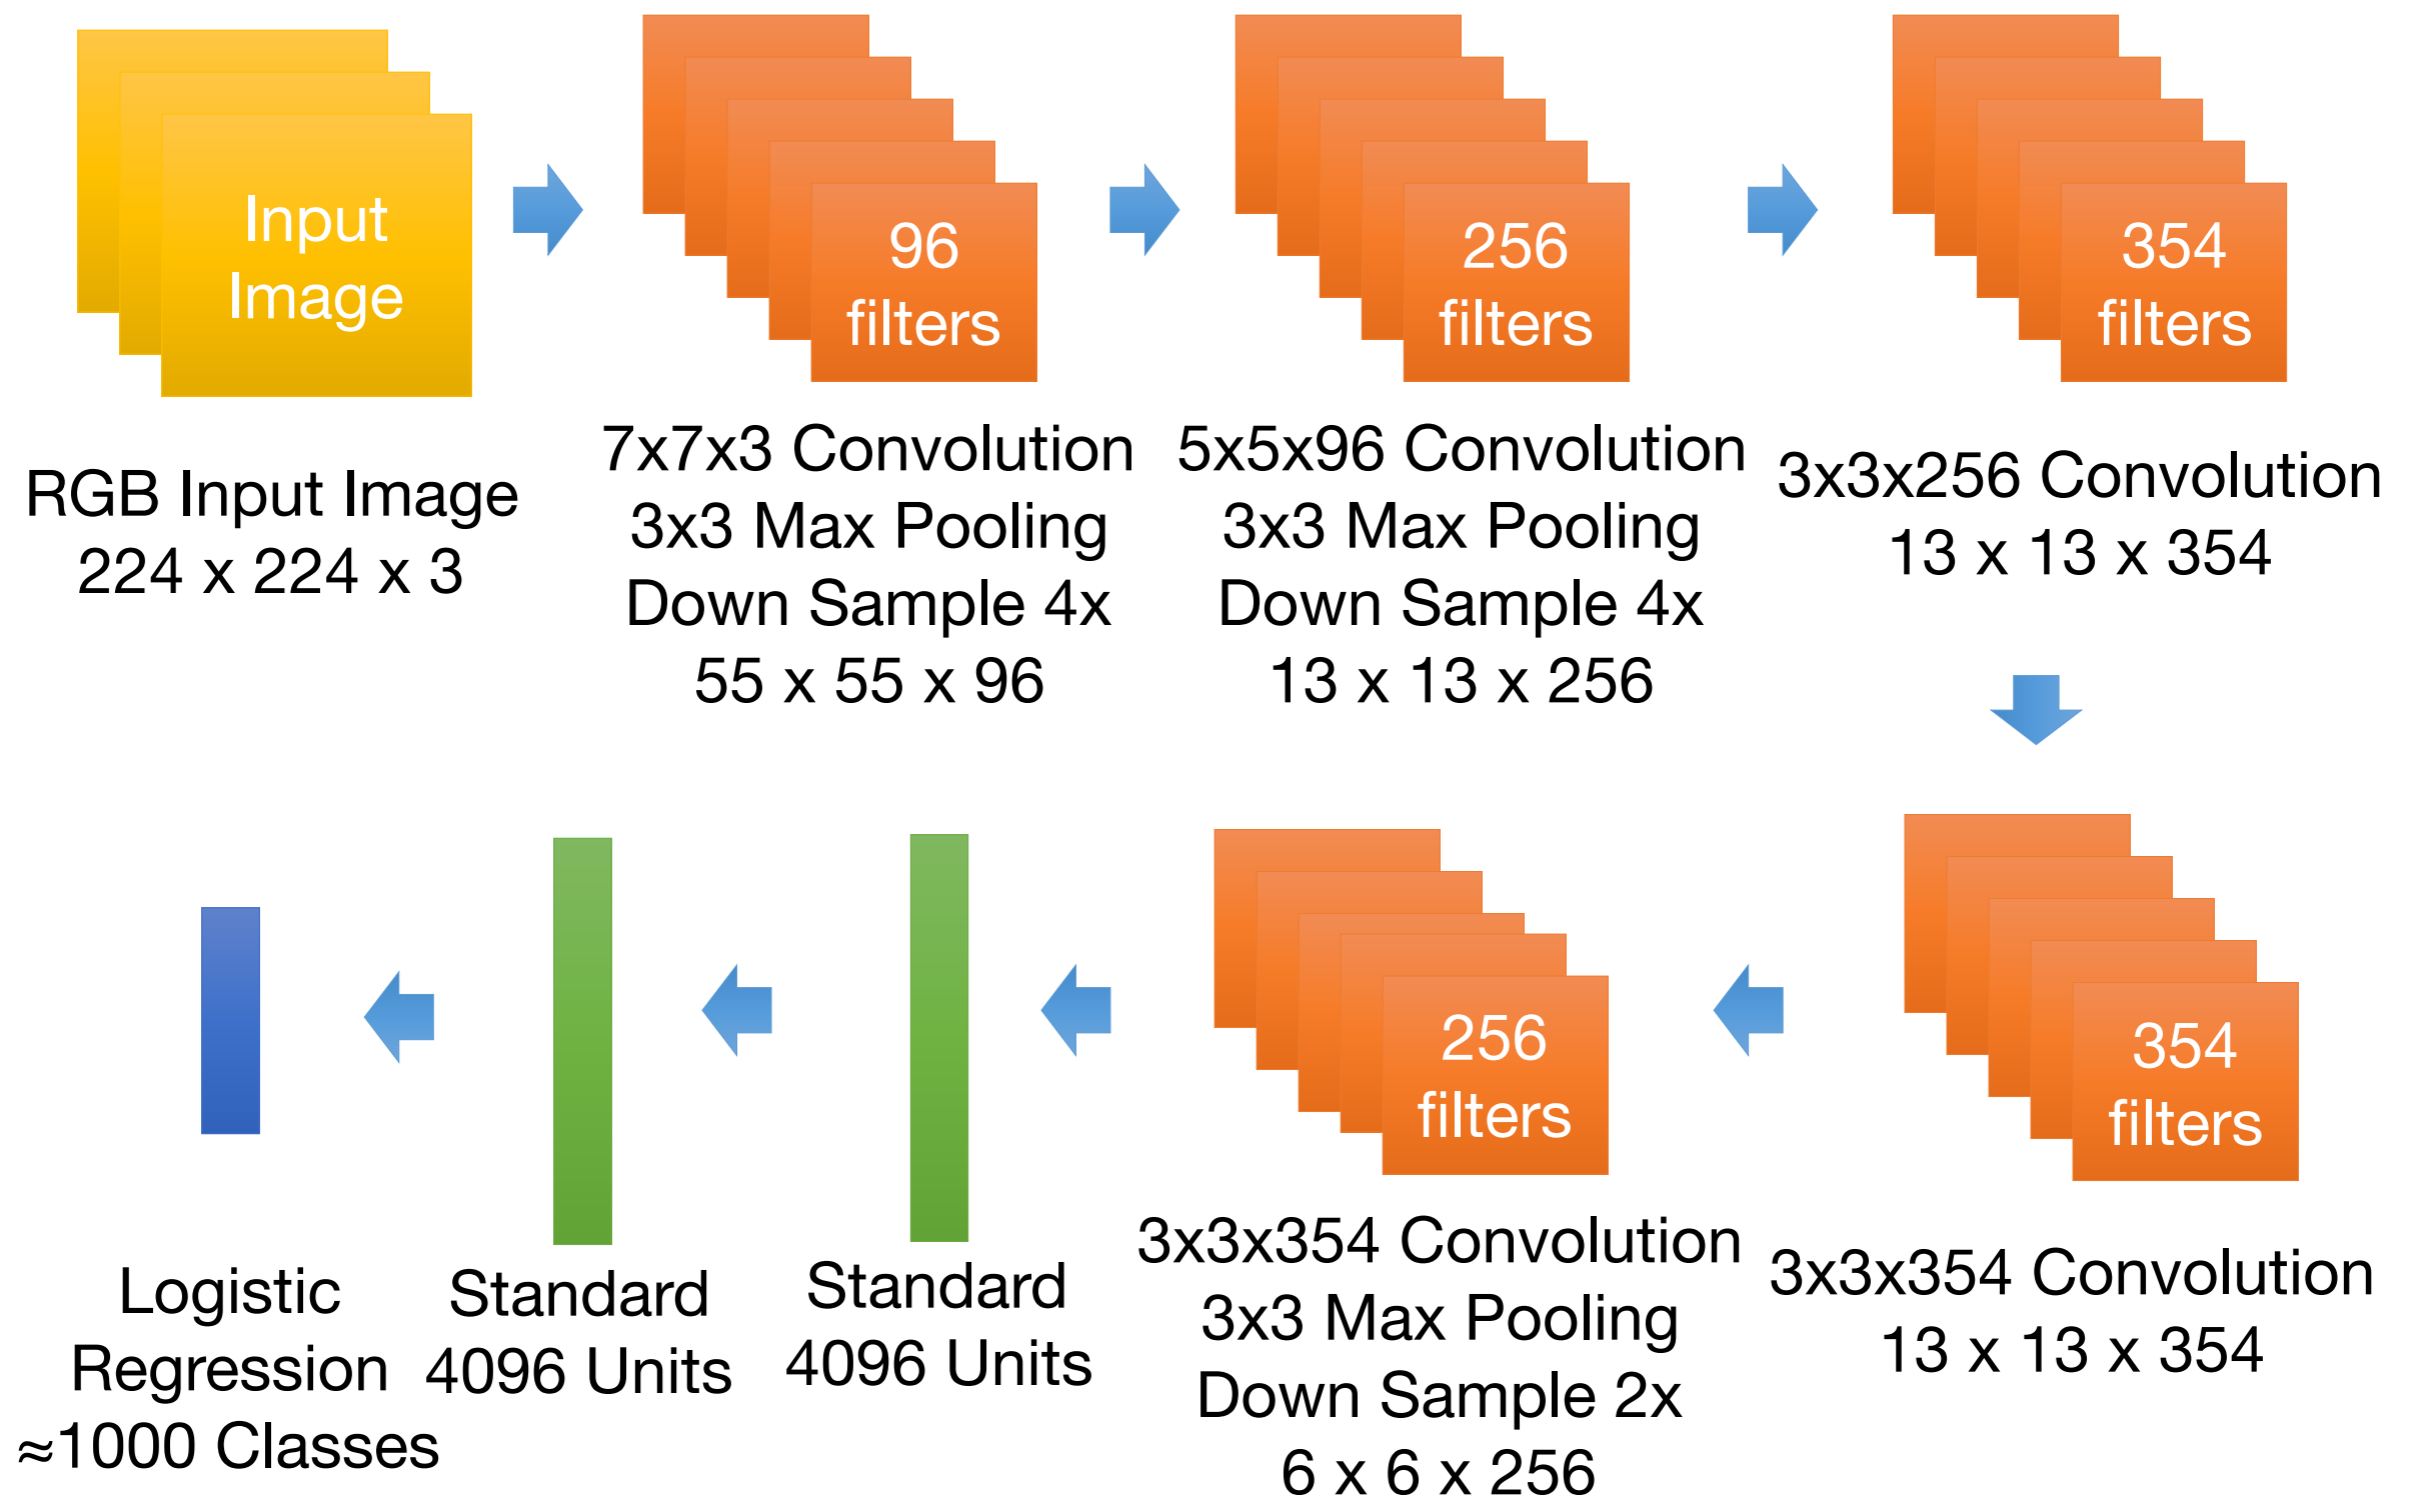 Input
Image
RGB Input Image
224 x 224 x 3
96
filters
7x7x3 Convolution
3x3 Max Pooling
Down Sample 4x
55 x 55 x 96
256
filters
5x5x96 Convolution
3x3 Max Pooling
Down Sample 4x
13 x 13 x 256
354
filters
3x3x256 Convolution
13 x 13 x 354
354
filters
3x3x354 Convolution
13 x 13 x 354
256
filters
3x3x354 Convolution
3x3 Max Pooling
Down Sample 2x
6 x 6 x 256
Standard
4096 Units
Standard
4096 Units
Logistic
Regression
≈1000 Classes